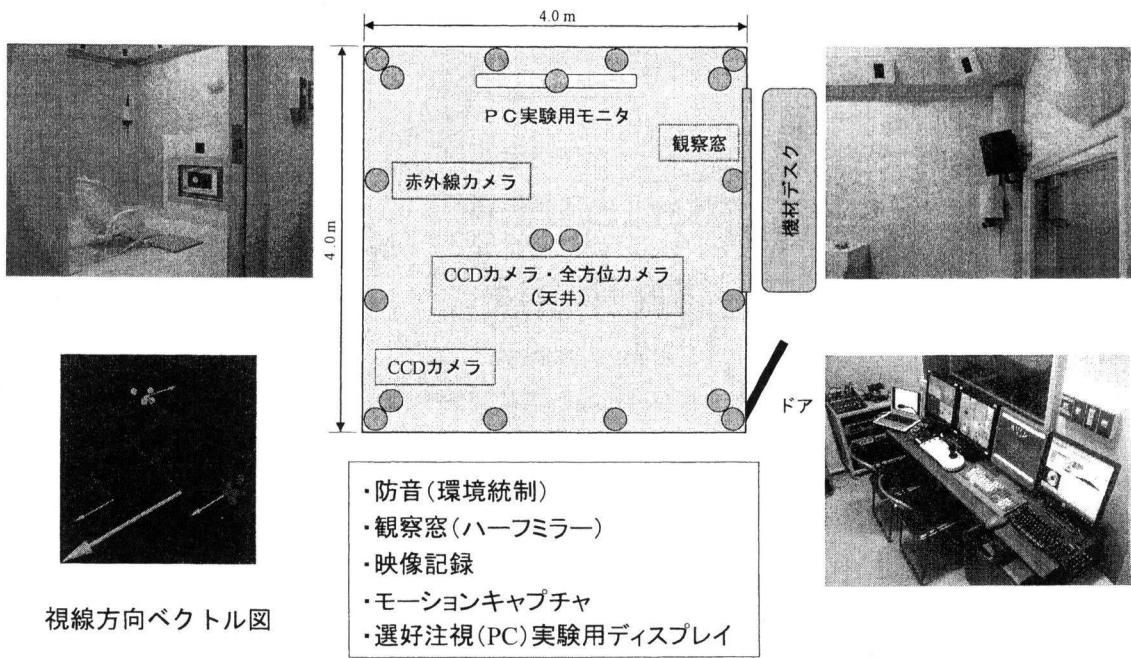 4.0 m
4.0 m
PC実験用モニタ
観察窓
機材デスク
赤外線カメラ
CCDカメラ・全方位カメラ
(天井)
CCDカメラ
ドア
視線方向ベクトル図
・防音(環境統制)
・観察窓(ハーフミラー)
・映像記録
・モーションキャプチャ
・選好注視(PC)実験用ディスプレイ